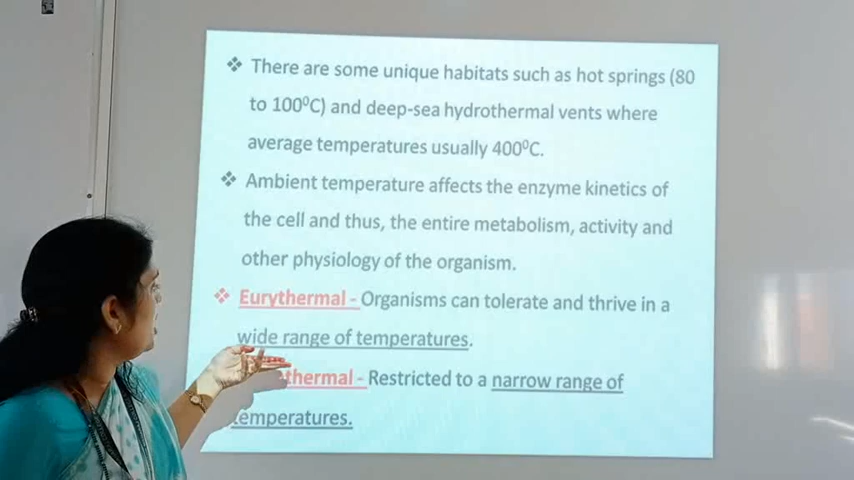 ❖ There are some unique habitats such as hot springs (80
to 100⁰C) and deep-sea hydrothermal vents where
average temperatures usually 400⁰C.
❖ Ambient temperature affects the enzyme kinetics of
the cell and thus, the entire metabolism, activity and
other physiology of the organism.
❖ Eurythermal - Organisms can tolerate and thrive in a
wide range of temperatures.
thermal - Restricted to a narrow range of
temperatures.